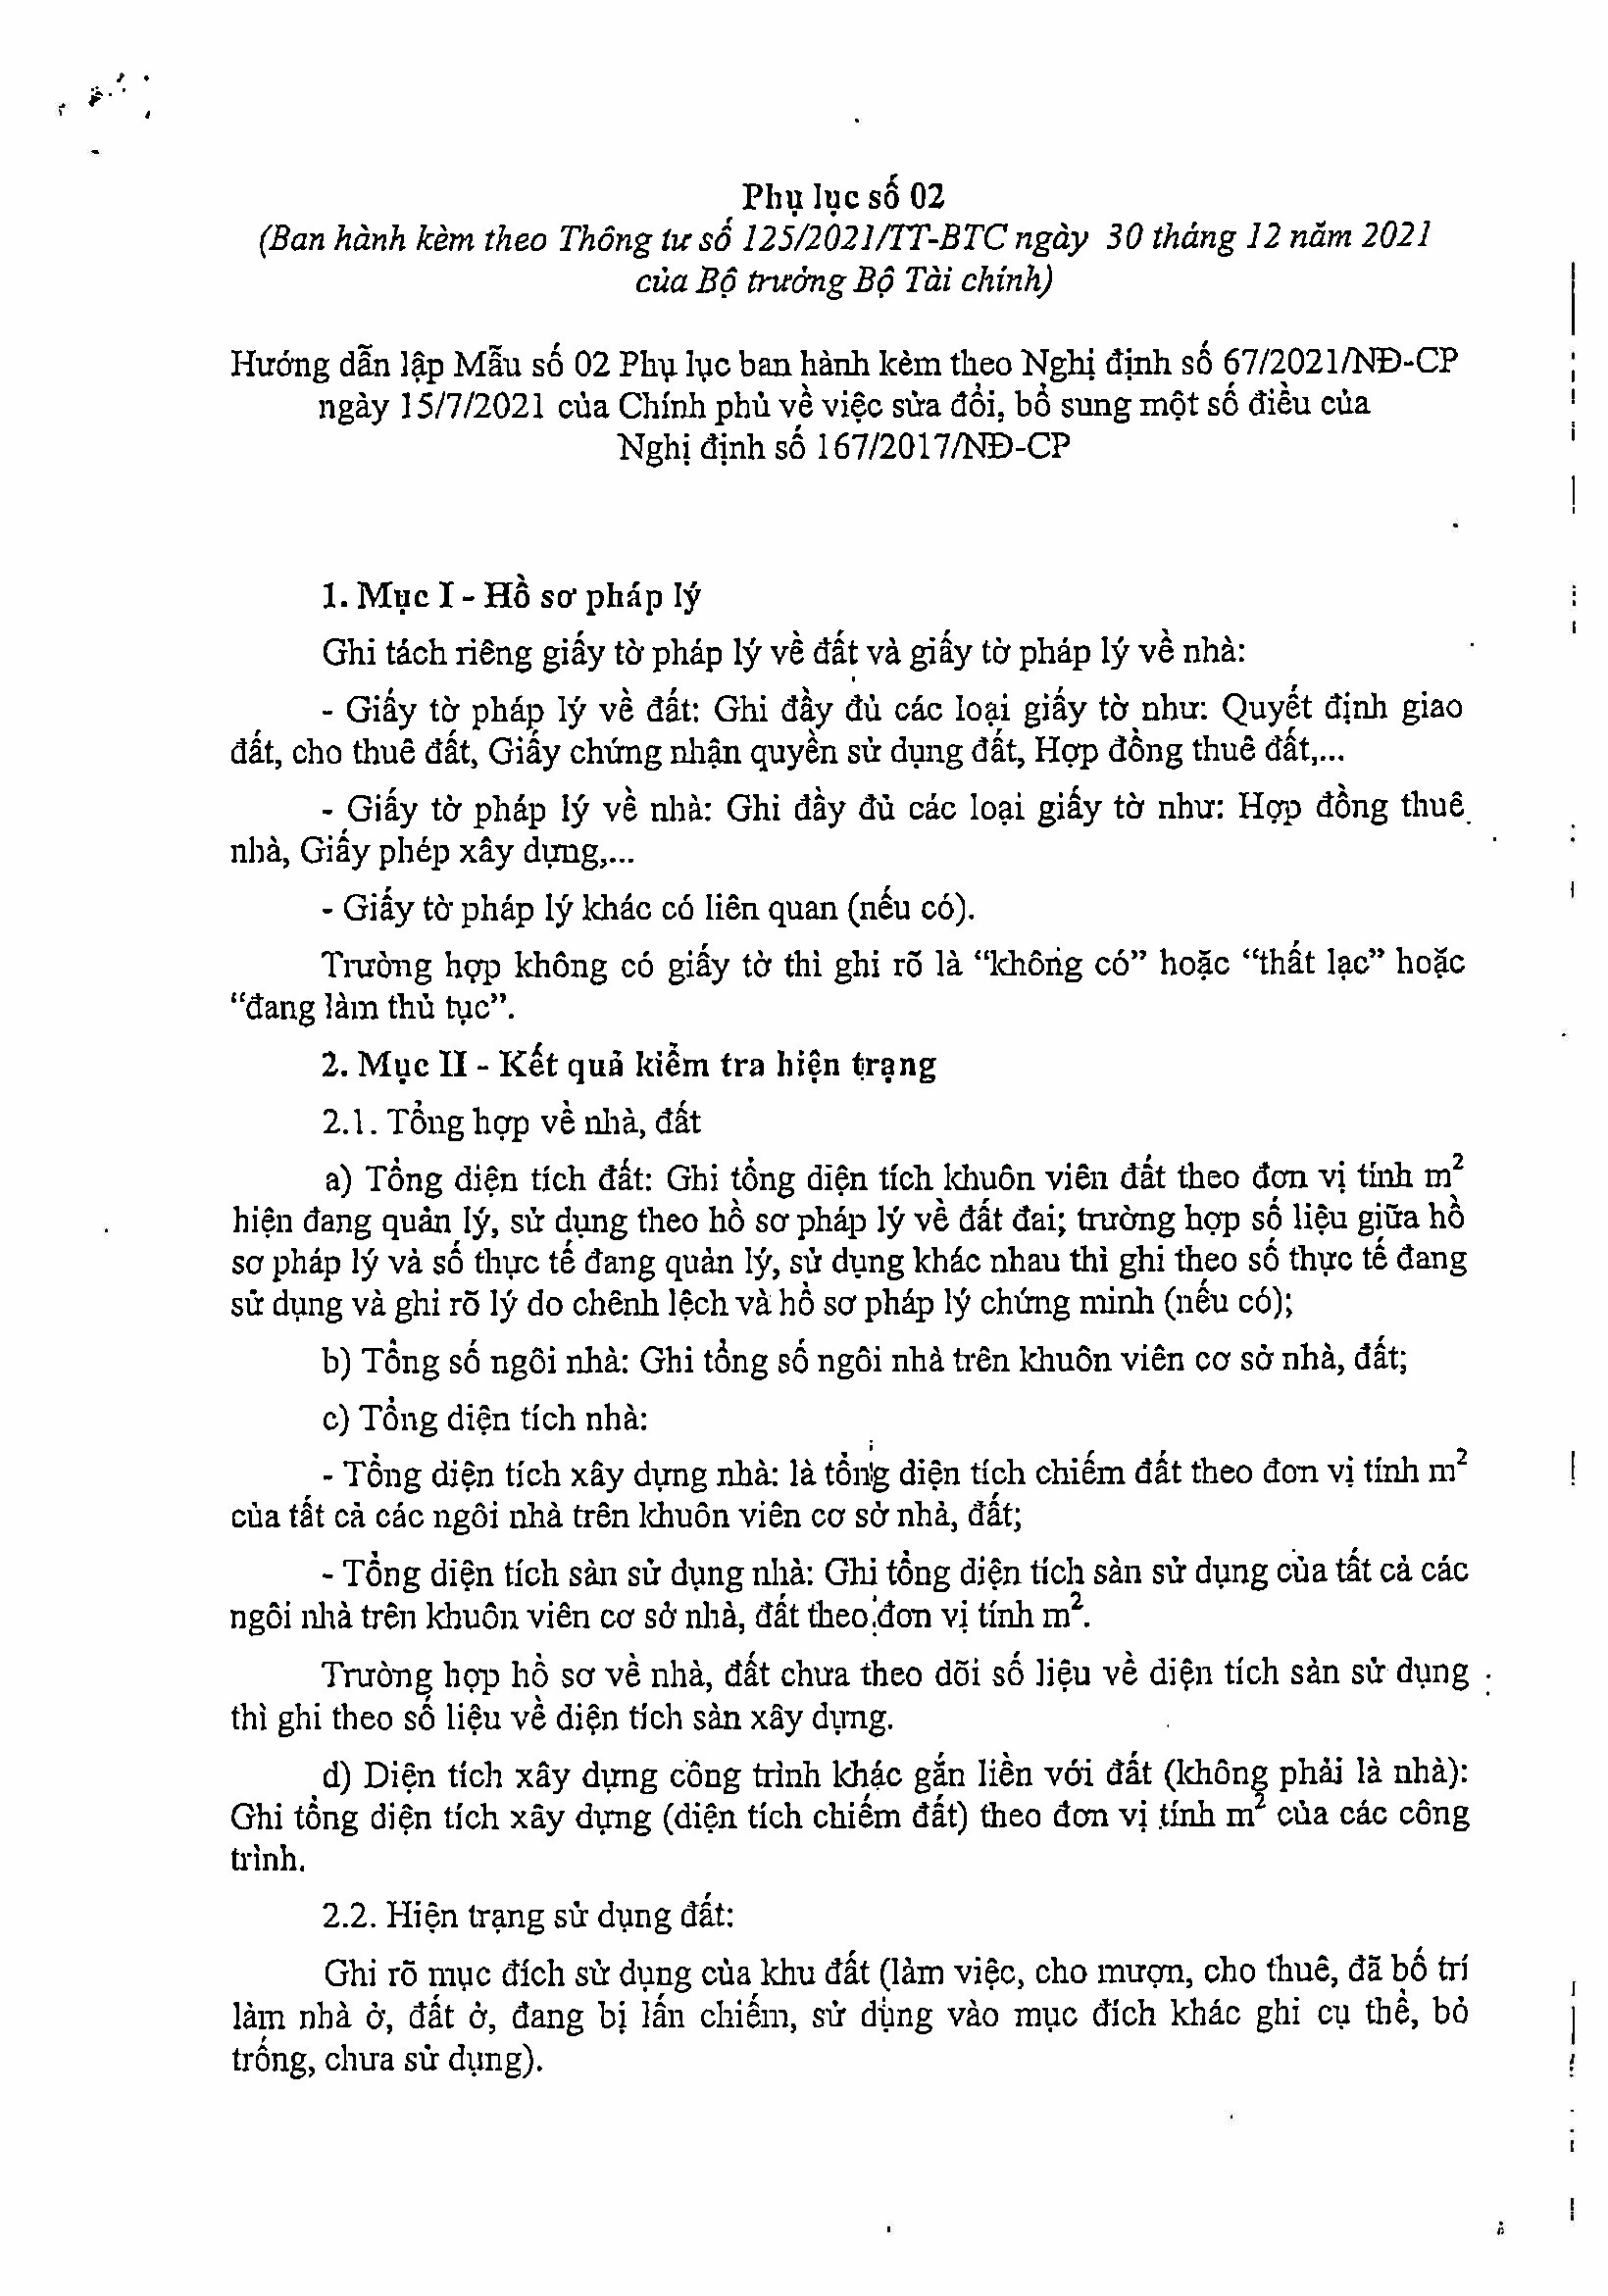 Phụ lục số 02
(Ban hành kèm theo Thông tư số 125/2021/TT-BTC ngày 30 tháng 12 năm 2021
của Bộ trưởng Bộ Tài chính)
Hướng dẫn lập Mẫu số 02 Phụ lục ban hành kèm theo Nghị định số 67/2021/NĐ-CP
ngày 15/7/2021 của Chính phủ về việc sửa đổi, bổ sung một số điều của
Nghị định số 167/2017/NĐ-CP
1. Mục I - Hồ sơ pháp lý
Ghi tách riêng giấy tờ pháp lý về đất và giấy tờ pháp lý về nhà:
- Giấy tờ pháp lý về đất: Ghi đầy đủ các loại giấy tờ như: Quyết định giao
đất, cho thuê đất, Giấy chứng nhận quyền sử dụng đất, Hợp đồng thuê đất,...
- Giấy tờ pháp lý về nhà: Ghi đầy đủ các loại giấy tờ như: Hợp đồng thuê
nhà, Giấy phép xây dựng,...
- Giấy tờ pháp lý khác có liên quan (nếu có).
Trường hợp không có giấy tờ thì ghi rõ là “không có” hoặc “thất lạc” hoặc
“đang làm thủ tục”.
2. Mục II - Kết quả kiểm tra hiện trạng
2.1. Tổng hợp về nhà, đất
a) Tổng diện tích đất: Ghi tổng diện tích khuôn viên đất theo đơn vị tính m²
hiện đang quản lý, sử dụng theo hồ sơ pháp lý về đất đai; trường hợp số liệu giữa hồ
sơ pháp lý và số thực tế đang quản lý, sử dụng khác nhau thì ghi theo số thực tế đang
sử dụng và ghi rõ lý do chênh lệch và hồ sơ pháp lý chứng minh (nếu có);
b) Tổng số ngôi nhà: Ghi tổng số ngôi nhà trên khuôn viên cơ sở nhà, đất;
c) Tổng diện tích nhà:
- Tổng diện tích xây dựng nhà: là tổng diện tích chiếm đất theo đơn vị tính m²
của tất cả các ngôi nhà trên khuôn viên cơ sở nhà, đất;
- Tổng diện tích sàn sử dụng nhà: Ghi tổng diện tích sàn sử dụng của tất cả các
ngôi nhà trên khuôn viên cơ sở nhà, đất theo đơn vị tính m².
Trường hợp hồ sơ về nhà, đất chưa theo dõi số liệu về diện tích sàn sử dụng
thì ghi theo số liệu về diện tích sàn xây dựng.
d) Diện tích xây dựng công trình khác gắn liền với đất (không phải là nhà):
Ghi tổng diện tích xây dựng (diện tích chiếm đất) theo đơn vị tính m² của các công
trình.
2.2. Hiện trạng sử dụng đất:
Ghi rõ mục đích sử dụng của khu đất (làm việc, cho mượn, cho thuê, đã bố trí
làm nhà ở, đất ở, đang bị lấn chiếm, sử dụng vào mục đích khác ghi cụ thể, bỏ
trống, chưa sử dụng).